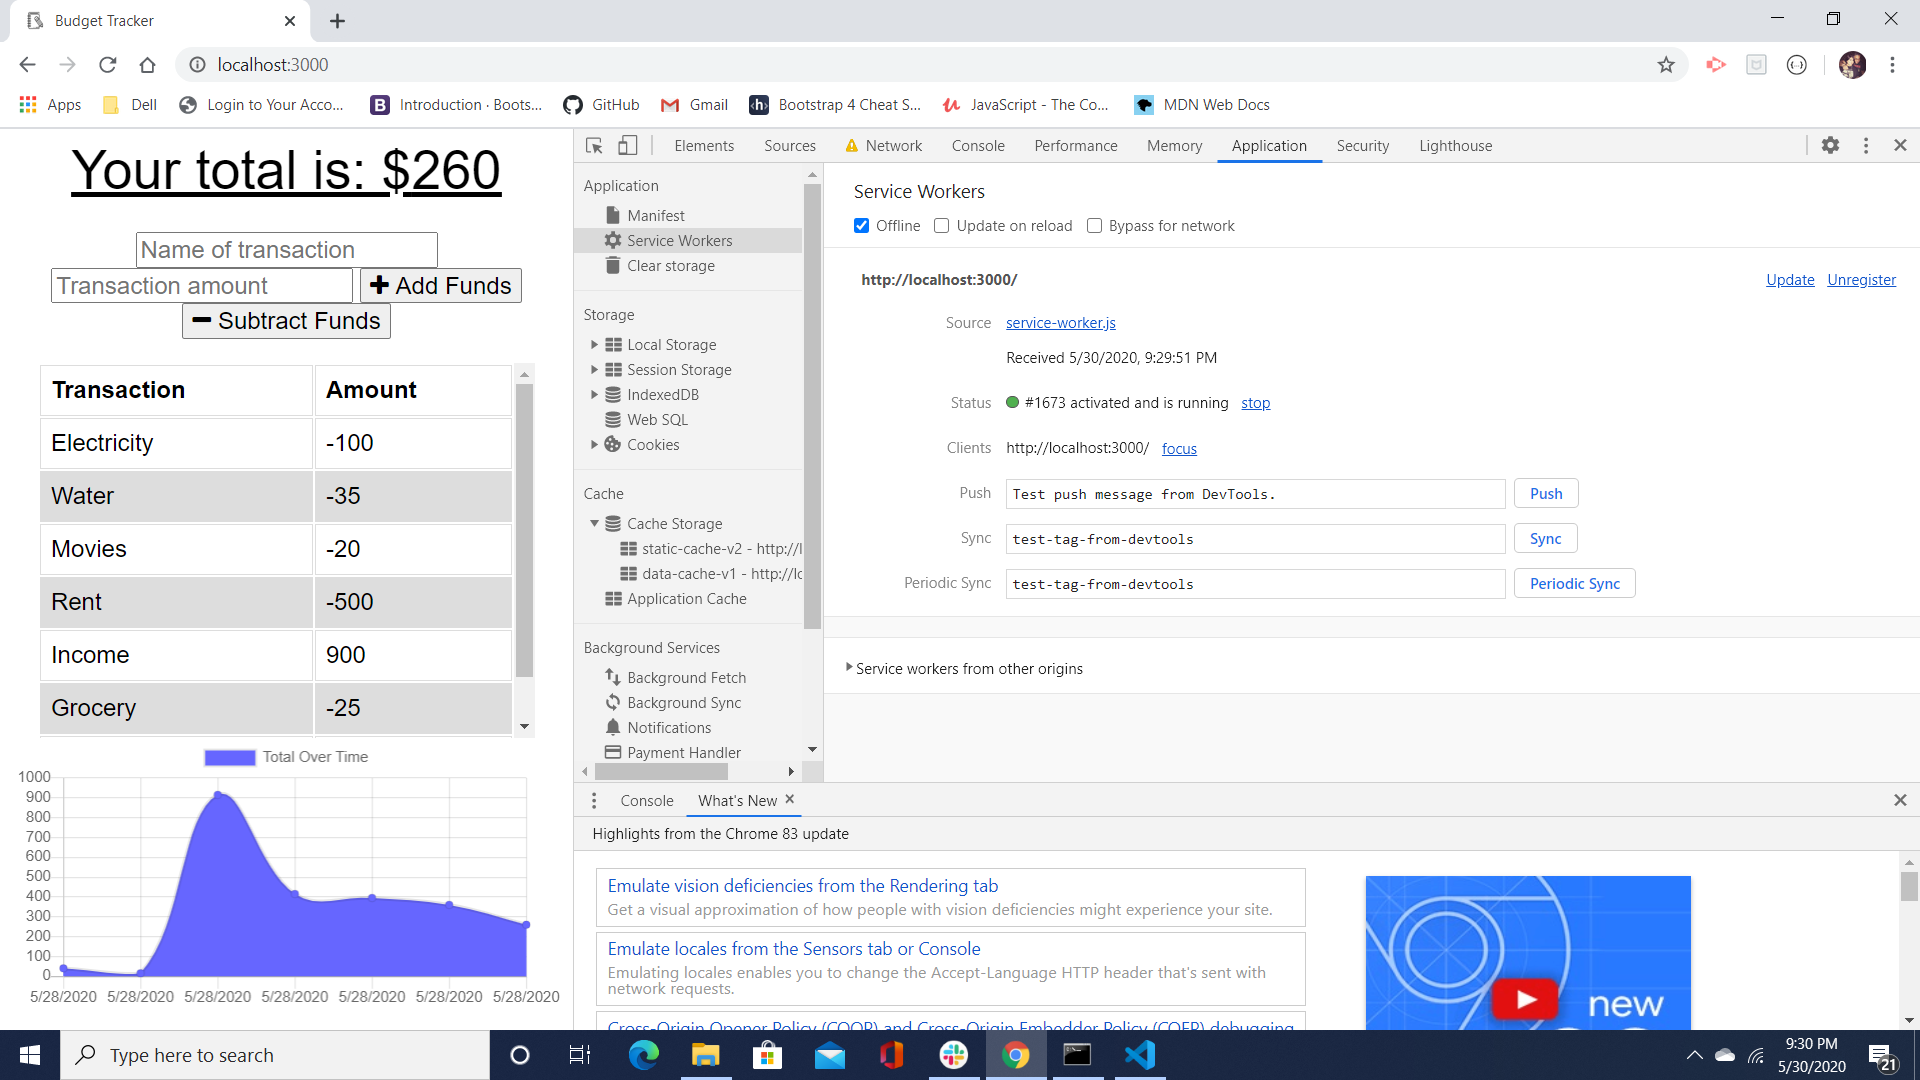 Budget Tracker
localhost:3000
Apps Dell Login to Your Acco... B Introduction · Boots... GitHub Gmail h Bootstrap 4 Cheat S... JavaScript - The Co... MDN Web Docs
Your total is: $260
Name of transaction
Transaction amount Add Funds
Subtract Funds
Transaction Amount
Electricity -100
Water -35
Movies -20
Rent -500
Income 900
Grocery -25
Total Over Time
1000
900
800
700
600
500
400
300
200
100
0
5/28/2020 5/28/2020 5/28/2020 5/28/2020 5/28/2020 5/28/2020 5/28/2020
Elements Sources Network Console Performance Memory Application Security Lighthouse
Application
Manifest
Service Workers
Clear storage
Storage
Local Storage
Session Storage
IndexedDB
Web SQL
Cookies
Cache
Cache Storage
static-cache-v2 - http://l
data-cache-v1 - http://lo
Application Cache
Background Services
Background Fetch
Background Sync
Notifications
Payment Handler
Service Workers
Offline Update on reload Bypass for network
http://localhost:3000/ Update Unregister
Source service-worker.js
Received 5/30/2020, 9:29:51 PM
Status #1673 activated and is running stop
Clients http://localhost:3000/ focus
Push Test push message from DevTools. Push
Sync test-tag-from-devtools Sync
Periodic Sync test-tag-from-devtools Periodic Sync
Service workers from other origins
Console What's New
Highlights from the Chrome 83 update
Emulate vision deficiencies from the Rendering tab
Get a visual approximation of how people with vision deficiencies might experience your site.
Emulate locales from the Sensors tab or Console
Emulating locales enables you to change the Accept-Language HTTP header that's sent with
network requests.
Cross-Origin Opener Policy (COOP) and Cross-Origin Embedder Policy (COEP) debugging
new
Type here to search
9:30 PM
5/30/2020
21